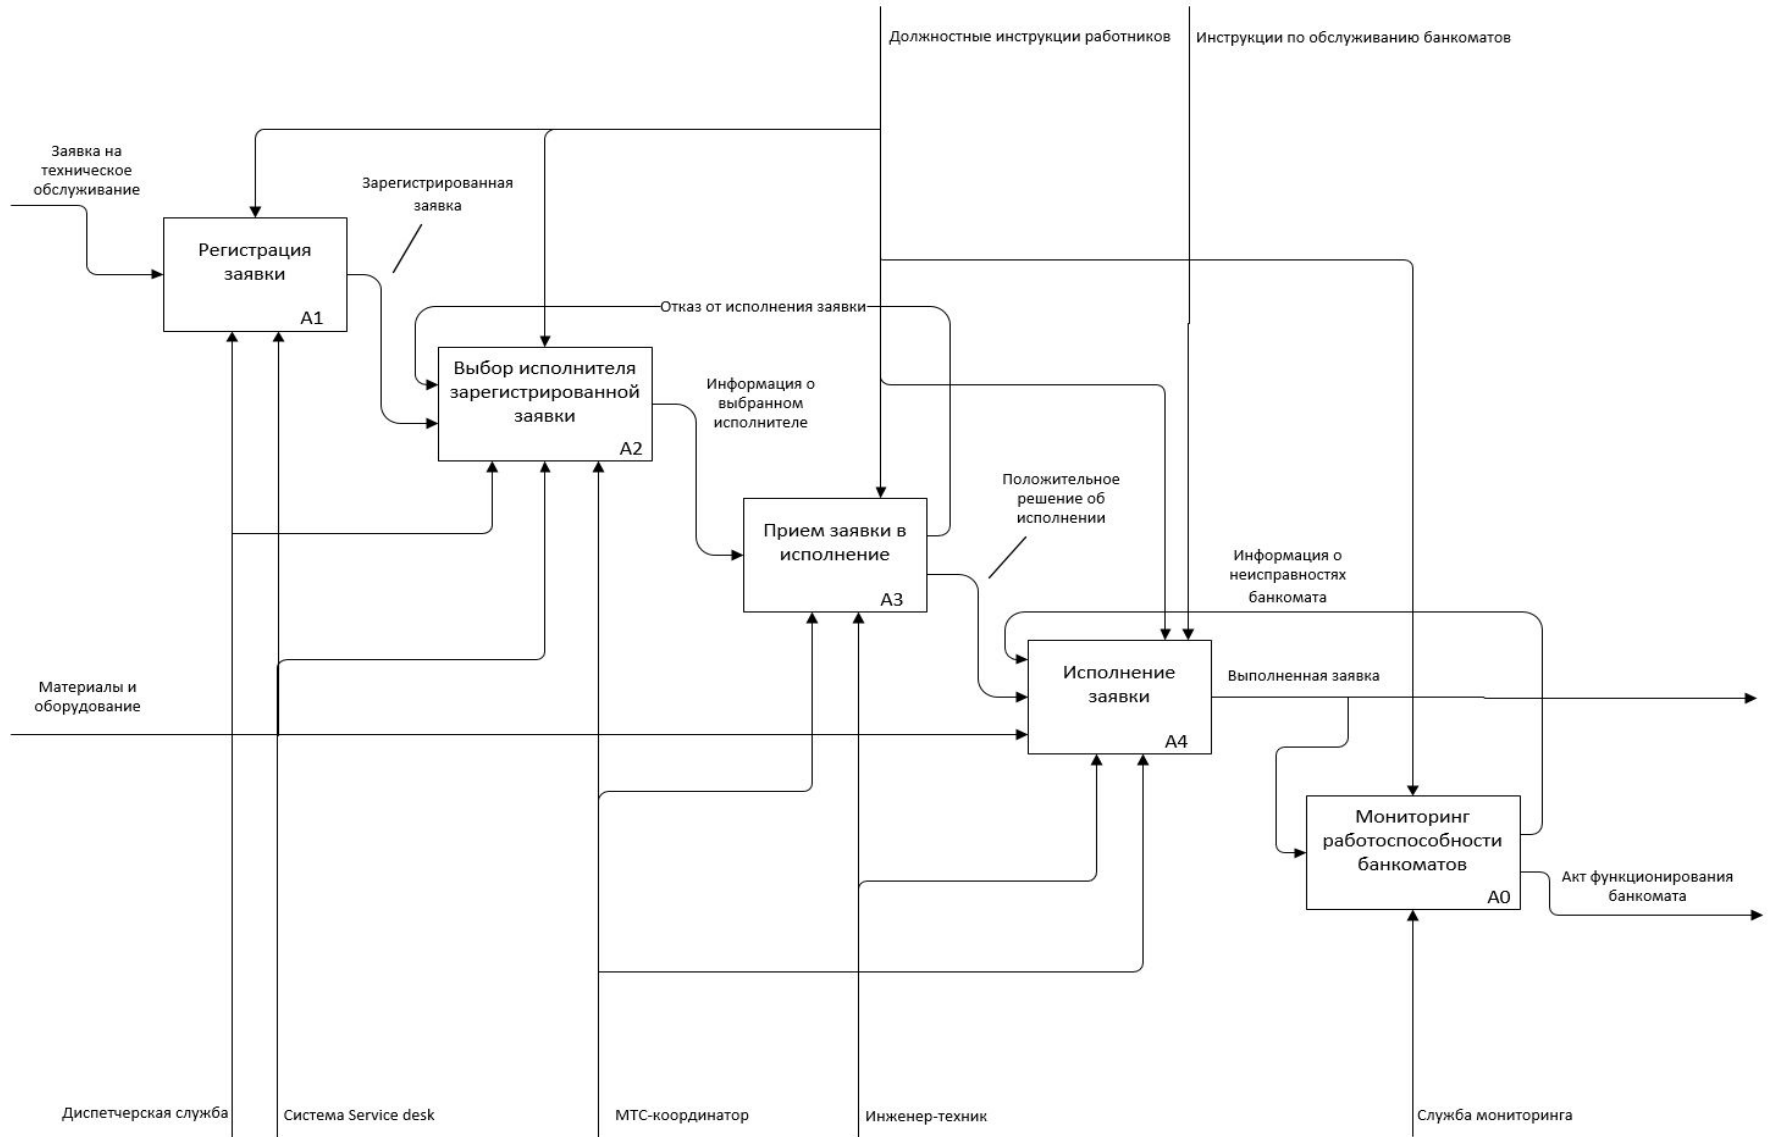 Должностные инструкции работников
Инструкции по обслуживанию банкоматов
Заявка на
техническое
обслуживание
Зарегистрированная
заявка
Регистрация
заявки
A1
Отказ от исполнения заявки
Выбор исполнителя
зарегистрированной
заявки
A2
Информация о
выбранном
исполнителе
Прием заявки в
исполнение
A3
Положительное
решение об
исполнении
Информация о
неисправностях
банкомата
Материалы и
оборудование
Исполнение
заявки
A4
Выполненная заявка
Мониторинг
работоспособности
банкоматов
A0
Акт функционирования
банкомата
Диспетчерская служба
Система Service desk
МТС-координатор
Инженер-техник
Служба мониторинга